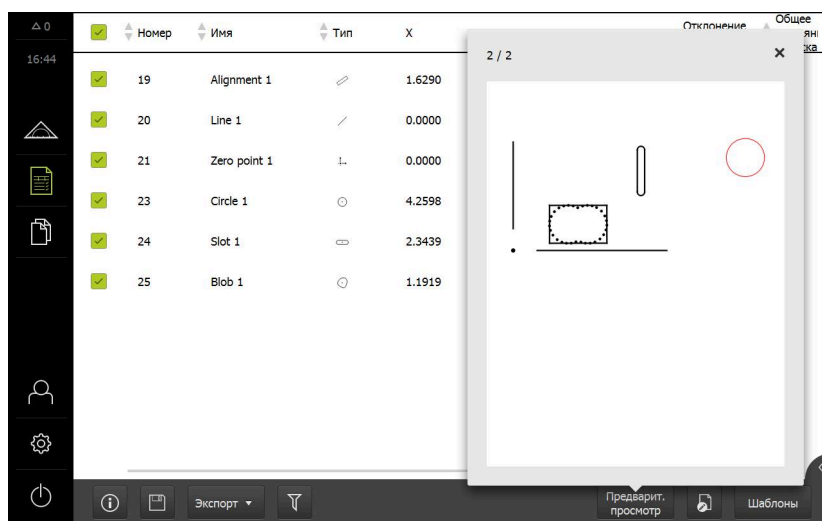 △ 0
16:44
Номер Имя Тип X Отклонение Общее
19 Alignment 1 1.6290
20 Line 1 0.0000
21 Zero point 1 0.0000
23 Circle 1 4.2598
24 Slot 1 2.3439
25 Blob 1 1.1919
2 / 2
Экспорт
Предварит.
просмотр
Шаблоны